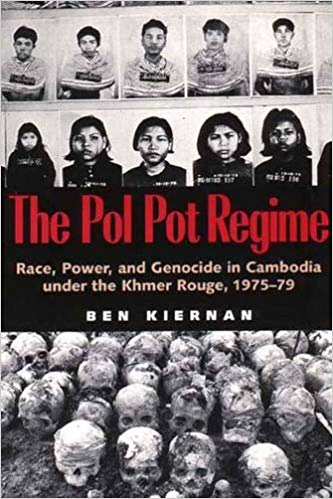 The Pol Pot Regime
Race, Power, and Genocide in Cambodia
under the Khmer Rouge, 1975–79
BEN KIERNAN